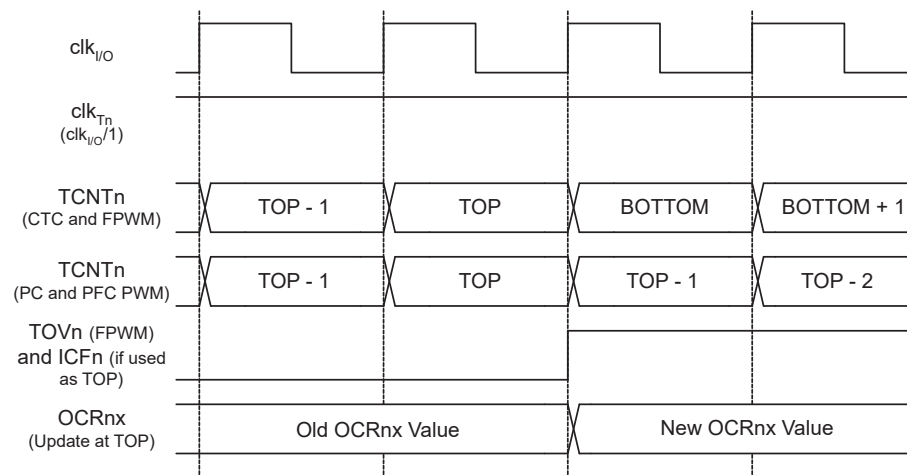 clkI/O
clkTn
(clkI/O/1)
TCNTn
(CTC and FPWM)
TOP - 1 TOP BOTTOM BOTTOM + 1
TCNTn
(PC and PFC PWM)
TOP - 1 TOP TOP - 1 TOP - 2
TOVn (FPWM)
and ICFn (if used
as TOP)
OCRnx
(Update at TOP)
Old OCRnx Value New OCRnx Value